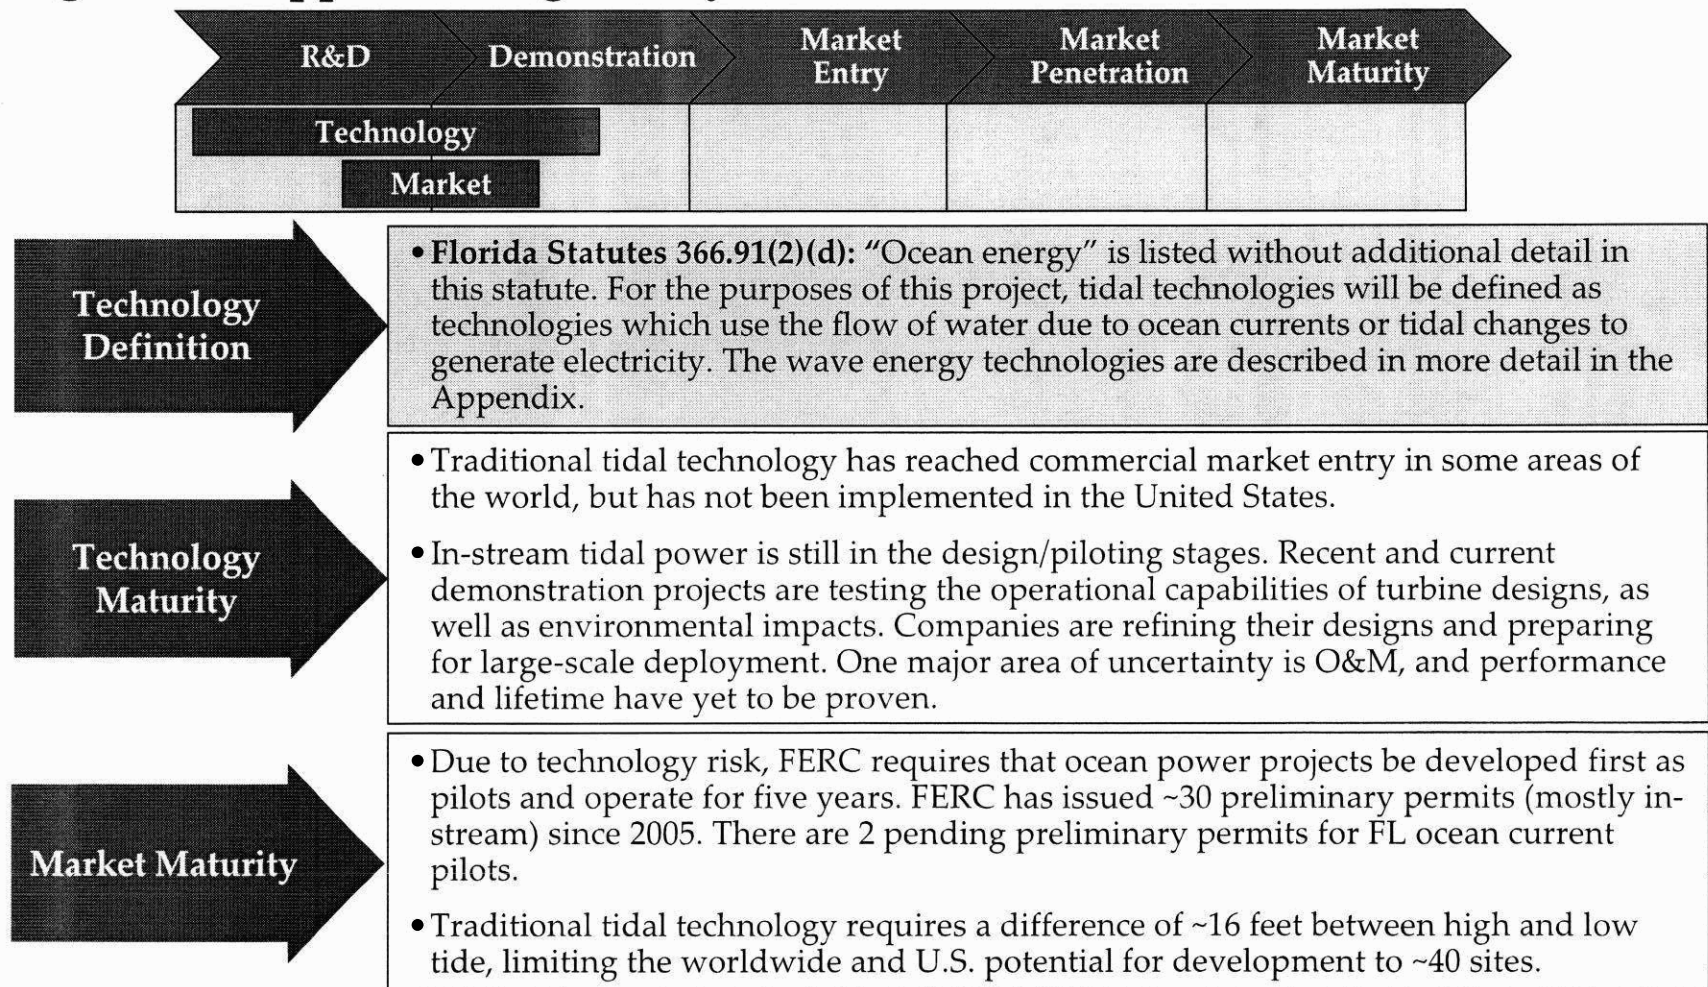 R&D
Demonstration
Market
Entry
Market
Penetration
Market
Maturity
Technology
Market
Technology
Definition
• Florida Statutes 366.91(2)(d): “Ocean energy” is listed without additional detail in
this statute. For the purposes of this project, tidal technologies will be defined as
technologies which use the flow of water due to ocean currents or tidal changes to
generate electricity. The wave energy technologies are described in more detail in the
Appendix.
Technology
Maturity
• Traditional tidal technology has reached commercial market entry in some areas of
the world, but has not been implemented in the United States.
• In-stream tidal power is still in the design/piloting stages. Recent and current
demonstration projects are testing the operational capabilities of turbine designs, as
well as environmental impacts. Companies are refining their designs and preparing
for large-scale deployment. One major area of uncertainty is O&M, and performance
and lifetime have yet to be proven.
Market Maturity
• Due to technology risk, FERC requires that ocean power projects be developed first as
pilots and operate for five years. FERC has issued ~30 preliminary permits (mostly in-
stream) since 2005. There are 2 pending preliminary permits for FL ocean current
pilots.
• Traditional tidal technology requires a difference of ~16 feet between high and low
tide, limiting the worldwide and U.S. potential for development to ~40 sites.